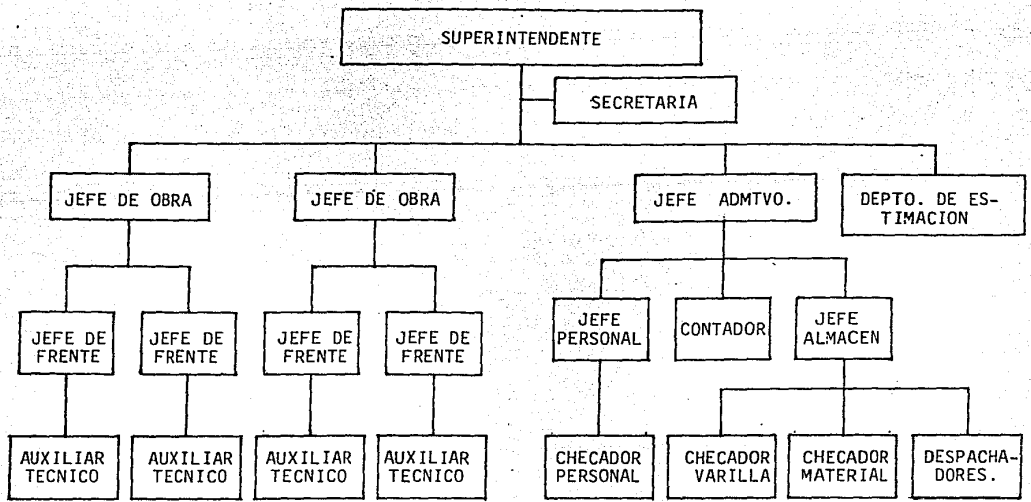 SUPERINTENDENTE
SECRETARIA
JEFE DE OBRA
JEFE DE OBRA
JEFE ADMTVO.
DEPTO. DE ES-
TIMACION
JEFE DE
FRENTE
JEFE DE
FRENTE
JEFE DE
FRENTE
JEFE DE
FRENTE
JEFE
PERSONAL
CONTADOR
JEFE
ALMACEN
AUXILIAR
TECNICO
AUXILIAR
TECNICO
AUXILIAR
TECNICO
AUXILIAR
TECNICO
CHECADOR
PERSONAL
CHECADOR
VARILLA
CHECADOR
MATERIAL
DESPACHA-
DORES.